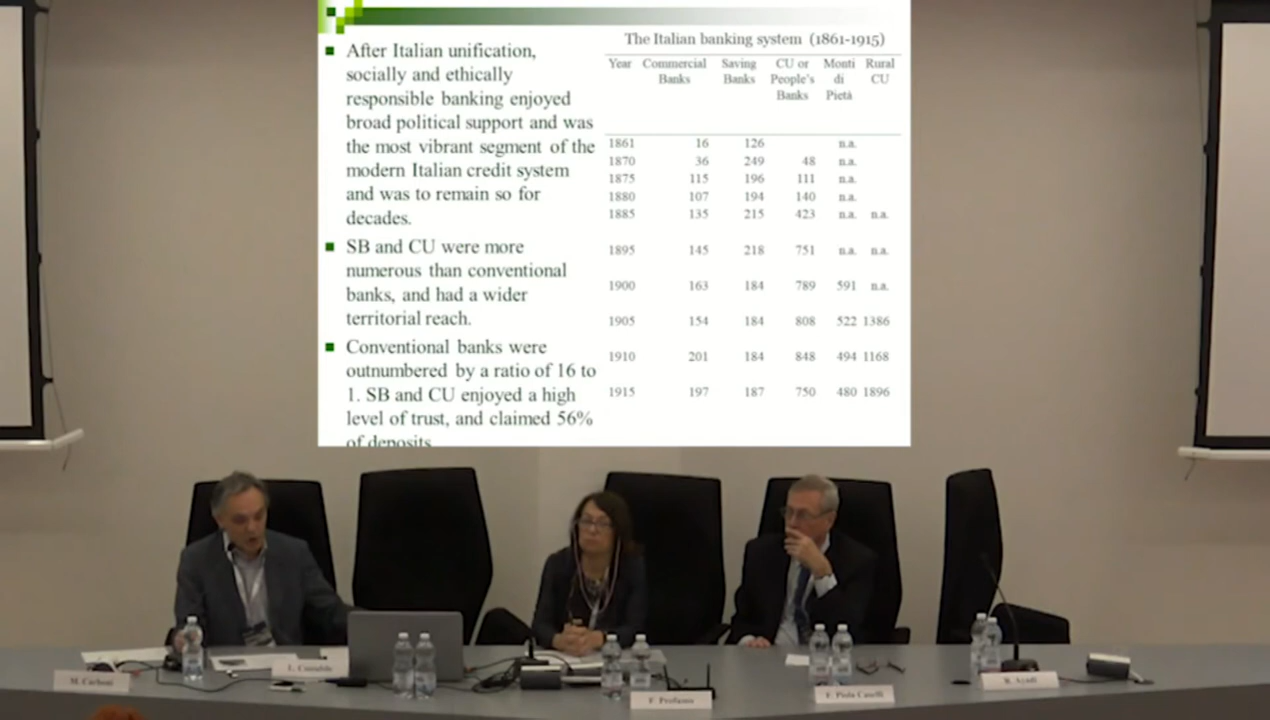 After Italian unification,
socially and ethically
responsible banking enjoyed
broad political support and was
the most vibrant segment of the
modern Italian credit system
and was to remain so for
decades.
SB and CU were more
numerous than conventional
banks, and had a wider
territorial reach.
Conventional banks were
outnumbered by a ratio of 16 to
1. SB and CU enjoyed a high
level of trust, and claimed 56%
of deposits
The Italian banking system (1861-1915)
Year Commercial Saving CU or Monti Rural
Banks Banks People's di CU
Banks Pietà
1861 16 126 n.a.
1870 36 249 48 n.a.
1875 115 196 111 n.a.
1880 107 194 140 n.a.
1885 135 215 423 n.a. n.a.
1895 145 218 751 n.a. n.a.
1900 163 184 789 591 n.a.
1905 154 184 808 522 1386
1910 201 184 848 494 1168
1915 197 187 750 480 1896
M. Carboni
F. Piola Caselli